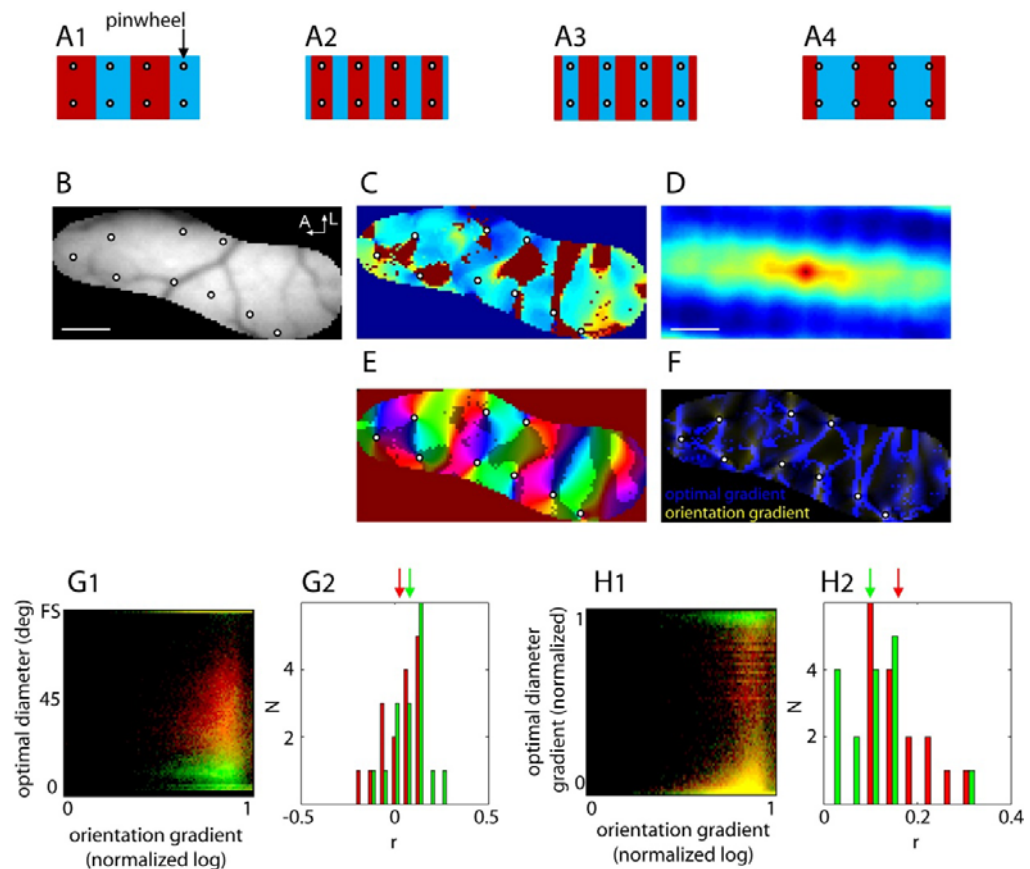 pinwheel
A1
A2
A3
A4
B
C
D
A
L
E
F
optimal gradient
orientation gradient
G1
G2
H1
H2
optimal diameter (deg)
FS
45
0
0
1
orientation gradient
(normalized log)
N
4
2
-0.5
0
0.5
r
optimal diameter
gradient (normalized)
1
0
0
1
orientation gradient
(normalized log)
N
4
2
0
0.2
0.4
r